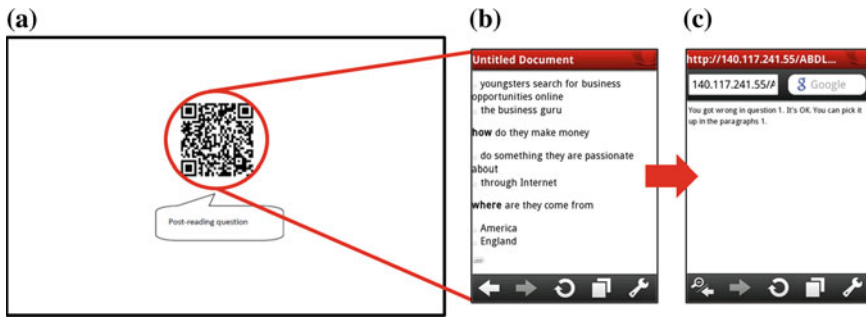 (a)
Post-reading question
(b)
Untitled Document
youngsters search for business
opportunities online
the business guru
how do they make money
do something they are passionate
about
through Internet
where are they come from
America
England
(c)
http://140.117.241.55/ABDL...
140.117.241.55/A
Google
You got wrong in question 1. It's OK. You can pick it
up in the paragraphs 1.